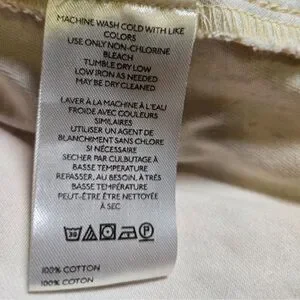 MACHINE WASH COLD WITH LIKE
COLORS
USE ONLY NON-CHLORINE
BLEACH
TUMBLE DRY LOW
LOW IRON AS NEEDED
MAY BE DRY CLEANED
LAVER À LA MACHINE À L'EAU
FROIDE AVEC COULEURS
SIMILAIRES
UTILISER UN AGENT DE
BLANCHIMENT SANS CHLORE
SI NÉCESSAIRE
SECHER PAR CULBUTAGE À
BASSE TEMPÉRATURE
REPASSER, AU BESOIN, À TRÈS
BASSE TEMPÉRATURE
PEUT-ÊTRE ÊTRE NETTOYÉ
À SEC
30
100% COTTON
100% COTON